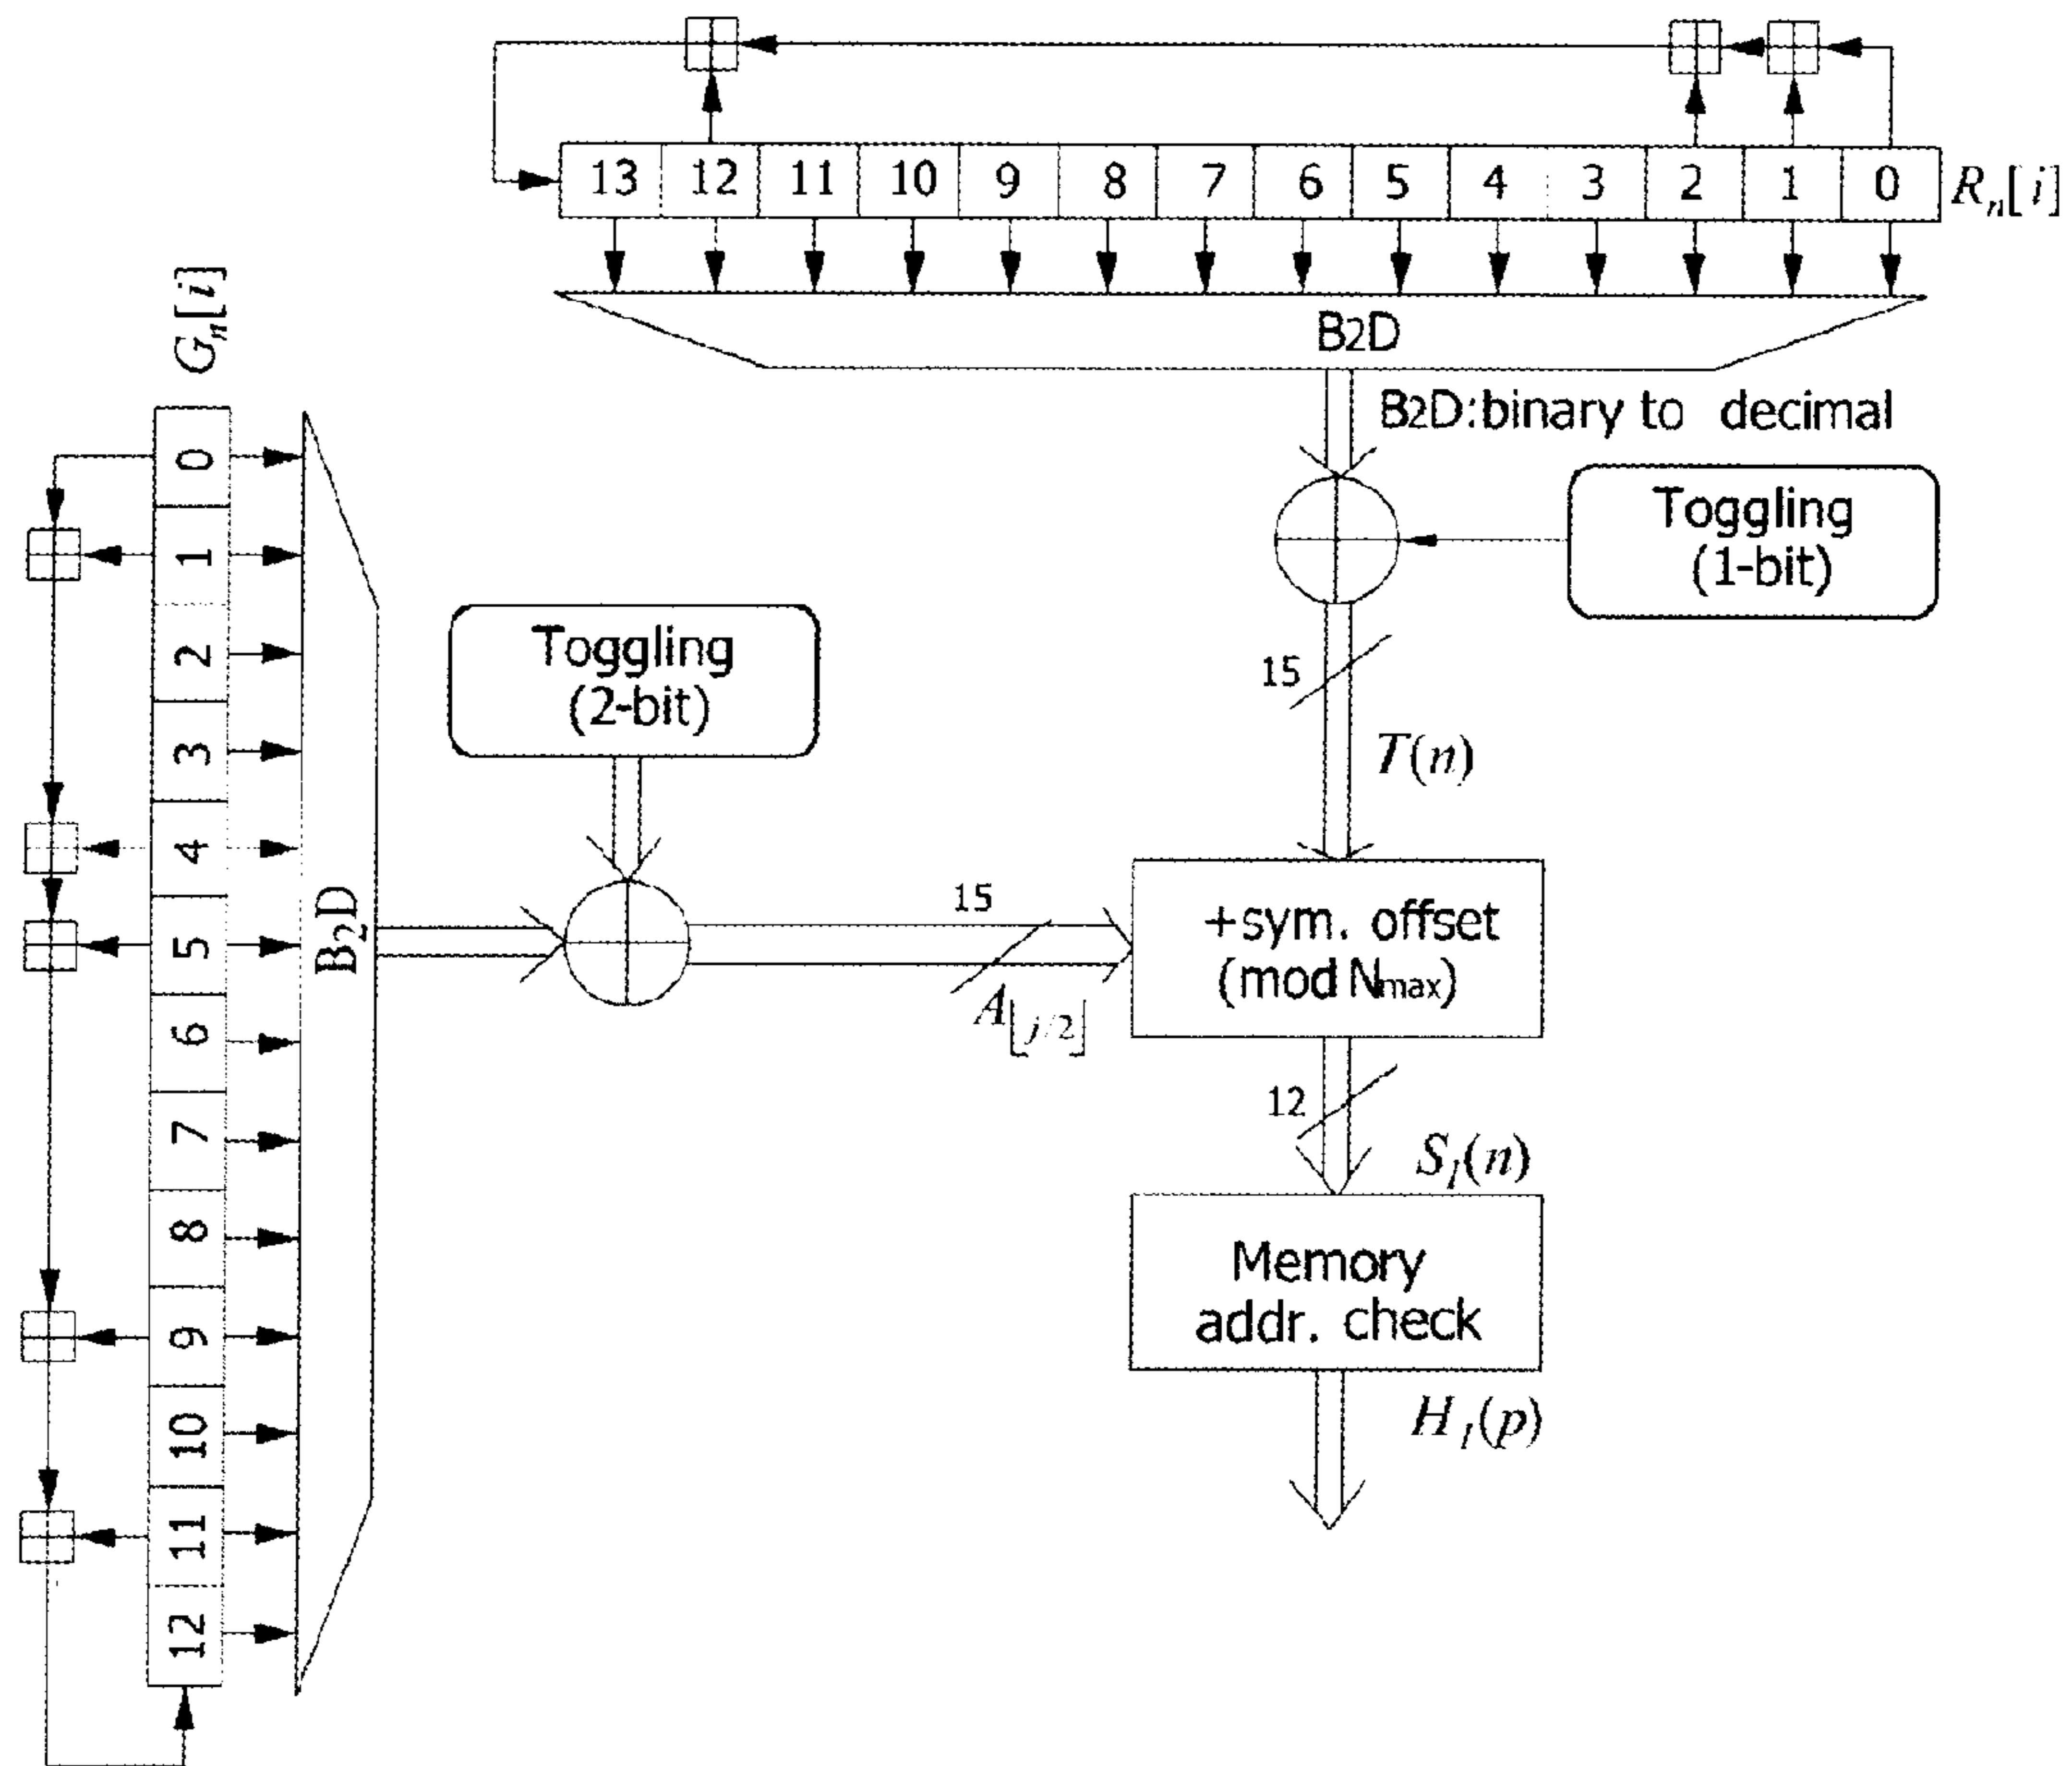 13 12 11 10 9 8 7 6 5 4 3 2 1 0 Rn[i]
B2D
B2D:binary to decimal
Toggling
(1-bit)
15
T(n)
Gn[i]
0
1
2
3
4
5
6
7
8
9
10
11
12
B2D
Toggling
(2-bit)
15
A⌊j/2⌋
+sym. offset
(mod Nmax)
12
Sl(n)
Memory
addr. check
Hl(p)